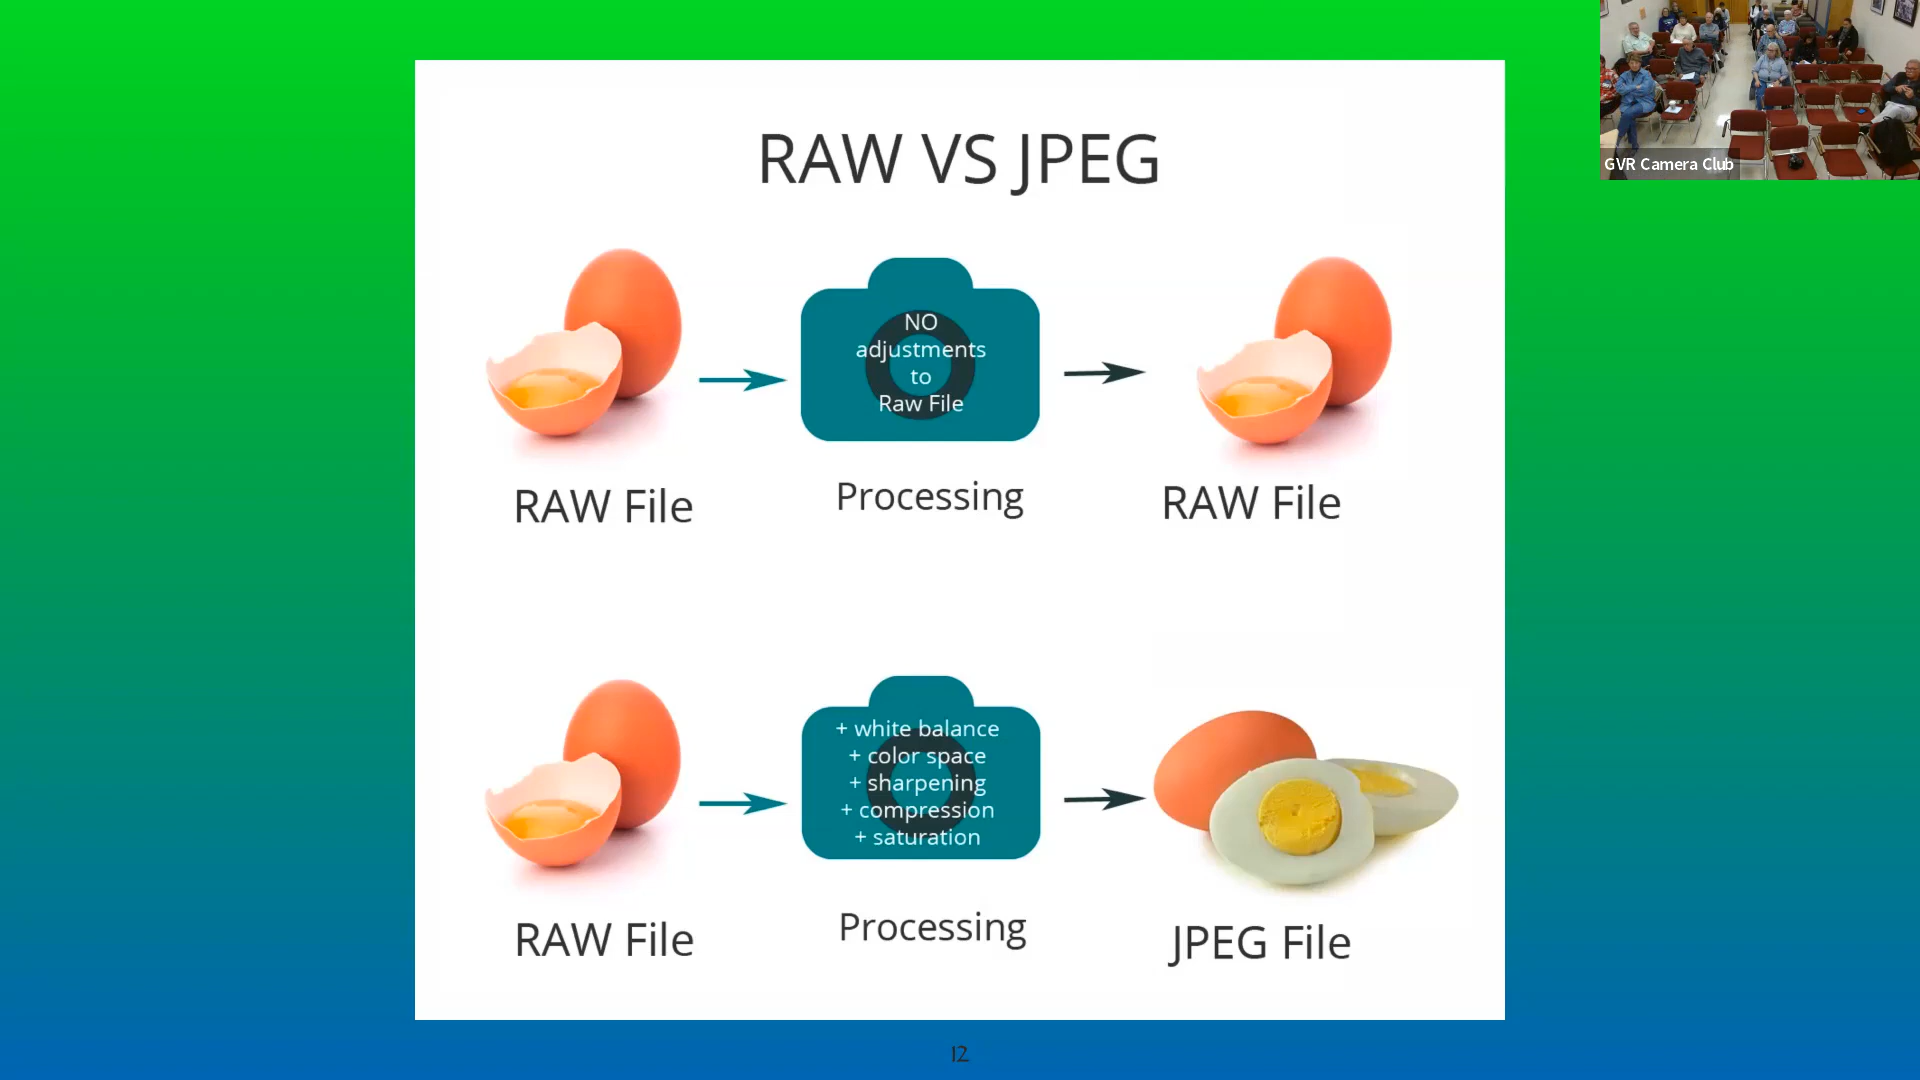 RAW VS JPEG
GVR Camera Club
NO
adjustments
to
Raw File
RAW File
Processing
RAW File
+ white balance
+ color space
+ sharpening
+ compression
+ saturation
RAW File
Processing
JPEG File
12